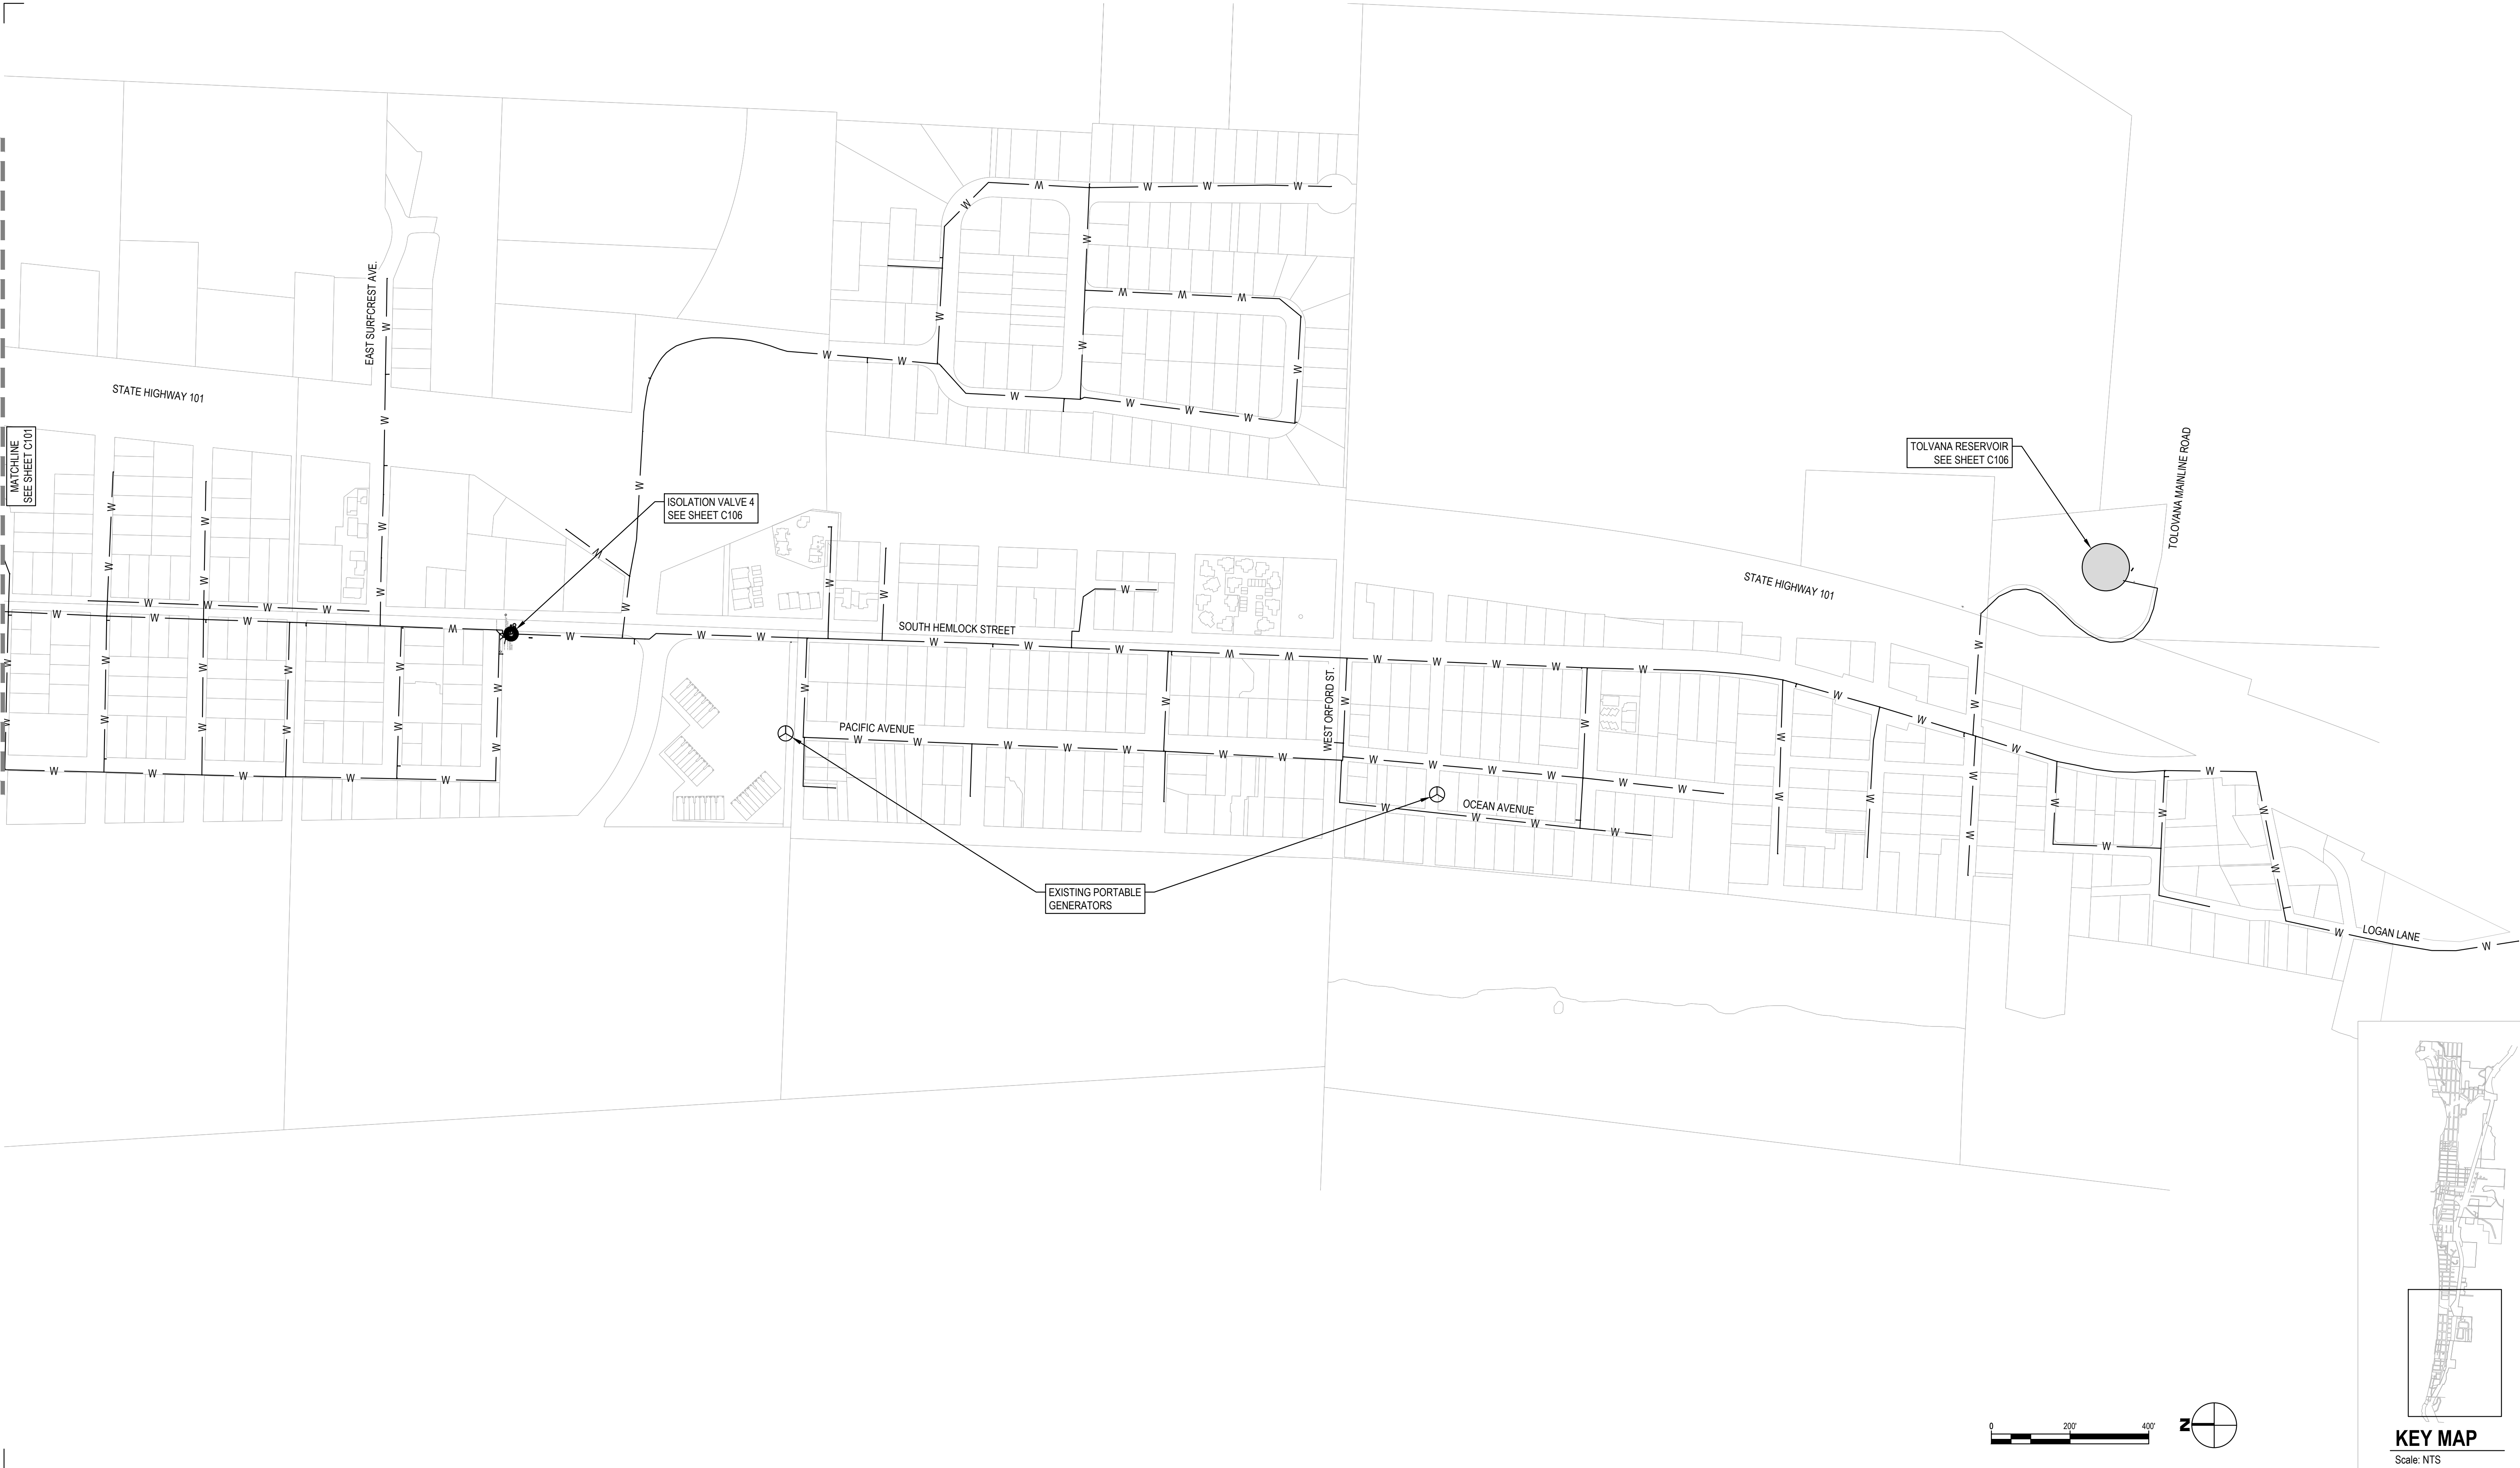 EAST SURFCREST AVE.
STATE HIGHWAY 101
MATCHLINE
SEE SHEET C101
ISOLATION VALVE 4
SEE SHEET C106
TOLVANA RESERVOIR
SEE SHEET C106
TOLOVANA MAINLINE ROAD
STATE HIGHWAY 101
SOUTH HEMLOCK STREET
WEST ORFORD ST.
PACIFIC AVENUE
OCEAN AVENUE
EXISTING PORTABLE
GENERATORS
LOGAN LANE
0 200' 400'
N
KEY MAP
Scale: NTS